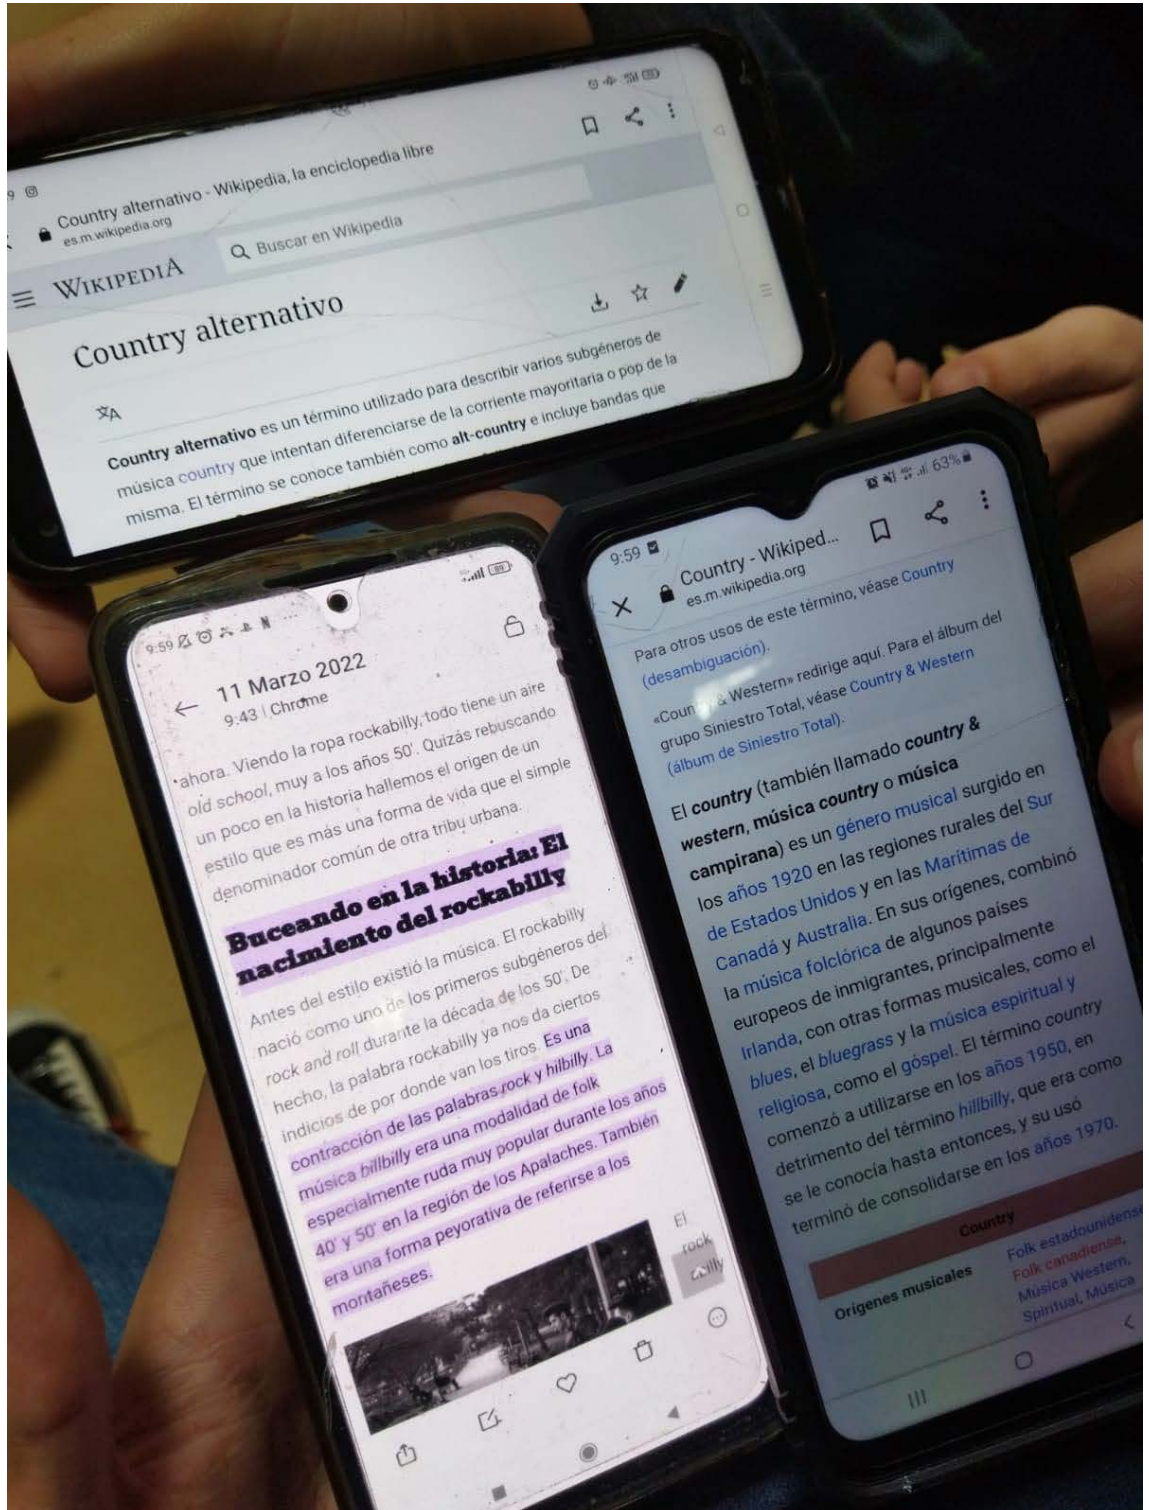 Country alternativo - Wikipedia, la enciclopedia libre
es.m.wikipedia.org
WIKIPEDIA
Buscar en Wikipedia
Country alternativo
Country alternativo es un término utilizado para describir varios subgéneros de
música country que intentan diferenciarse de la corriente mayoritaria o pop de la
misma. El término se conoce también como alt-country e incluye bandas que
9:59
89
11 Marzo 2022
9:43 | Chrome
ahora. Viendo la ropa rockabilly, todo tiene un aire
old school, muy a los años 50'. Quizás rebuscando
un poco en la historia hallemos el origen de un
estilo que es más una forma de vida que el simple
denominador común de otra tribu urbana.
Buceando en la historia: El
nacimiento del rockabilly
Antes del estilo existió la música. El rockabilly
nació como uno de los primeros subgéneros del
rock and roll durante la década de los 50'. De
hecho, la palabra rockabilly ya nos da ciertos
indicios de por donde van los tiros. Es una
contracción de las palabras rock y hilbilly. La
música billbilly era una modalidad de folk
especialmente ruda muy popular durante los años
40' y 50' en la región de los Apalaches. También
era una forma peyorativa de referirse a los
montañeses.
El
rock
abilly
9:59
63%
Country - Wikiped...
es.m.wikipedia.org
Para otros usos de este término, véase Country
(desambiguación).
«Country & Western» redirige aquí. Para el álbum del
grupo Siniestro Total, véase Country & Western
(álbum de Siniestro Total).
El country (también llamado country &
western, música country o música
campirana) es un género musical surgido en
los años 1920 en las regiones rurales del Sur
de Estados Unidos y en las Marítimas de
Canadá y Australia. En sus orígenes, combinó
la música folclórica de algunos países
europeos de inmigrantes, principalmente
Irlanda, con otras formas musicales, como el
blues, el bluegrass y la música espiritual y
religiosa, como el góspel. El término country
comenzó a utilizarse en los años 1950, en
detrimento del término hillbilly, que era como
se le conocía hasta entonces, y su usó
terminó de consolidarse en los años 1970.
Country
Orígenes musicales
Folk estadounidense,
Folk canadiense,
Música Western,
Spiritual, Música